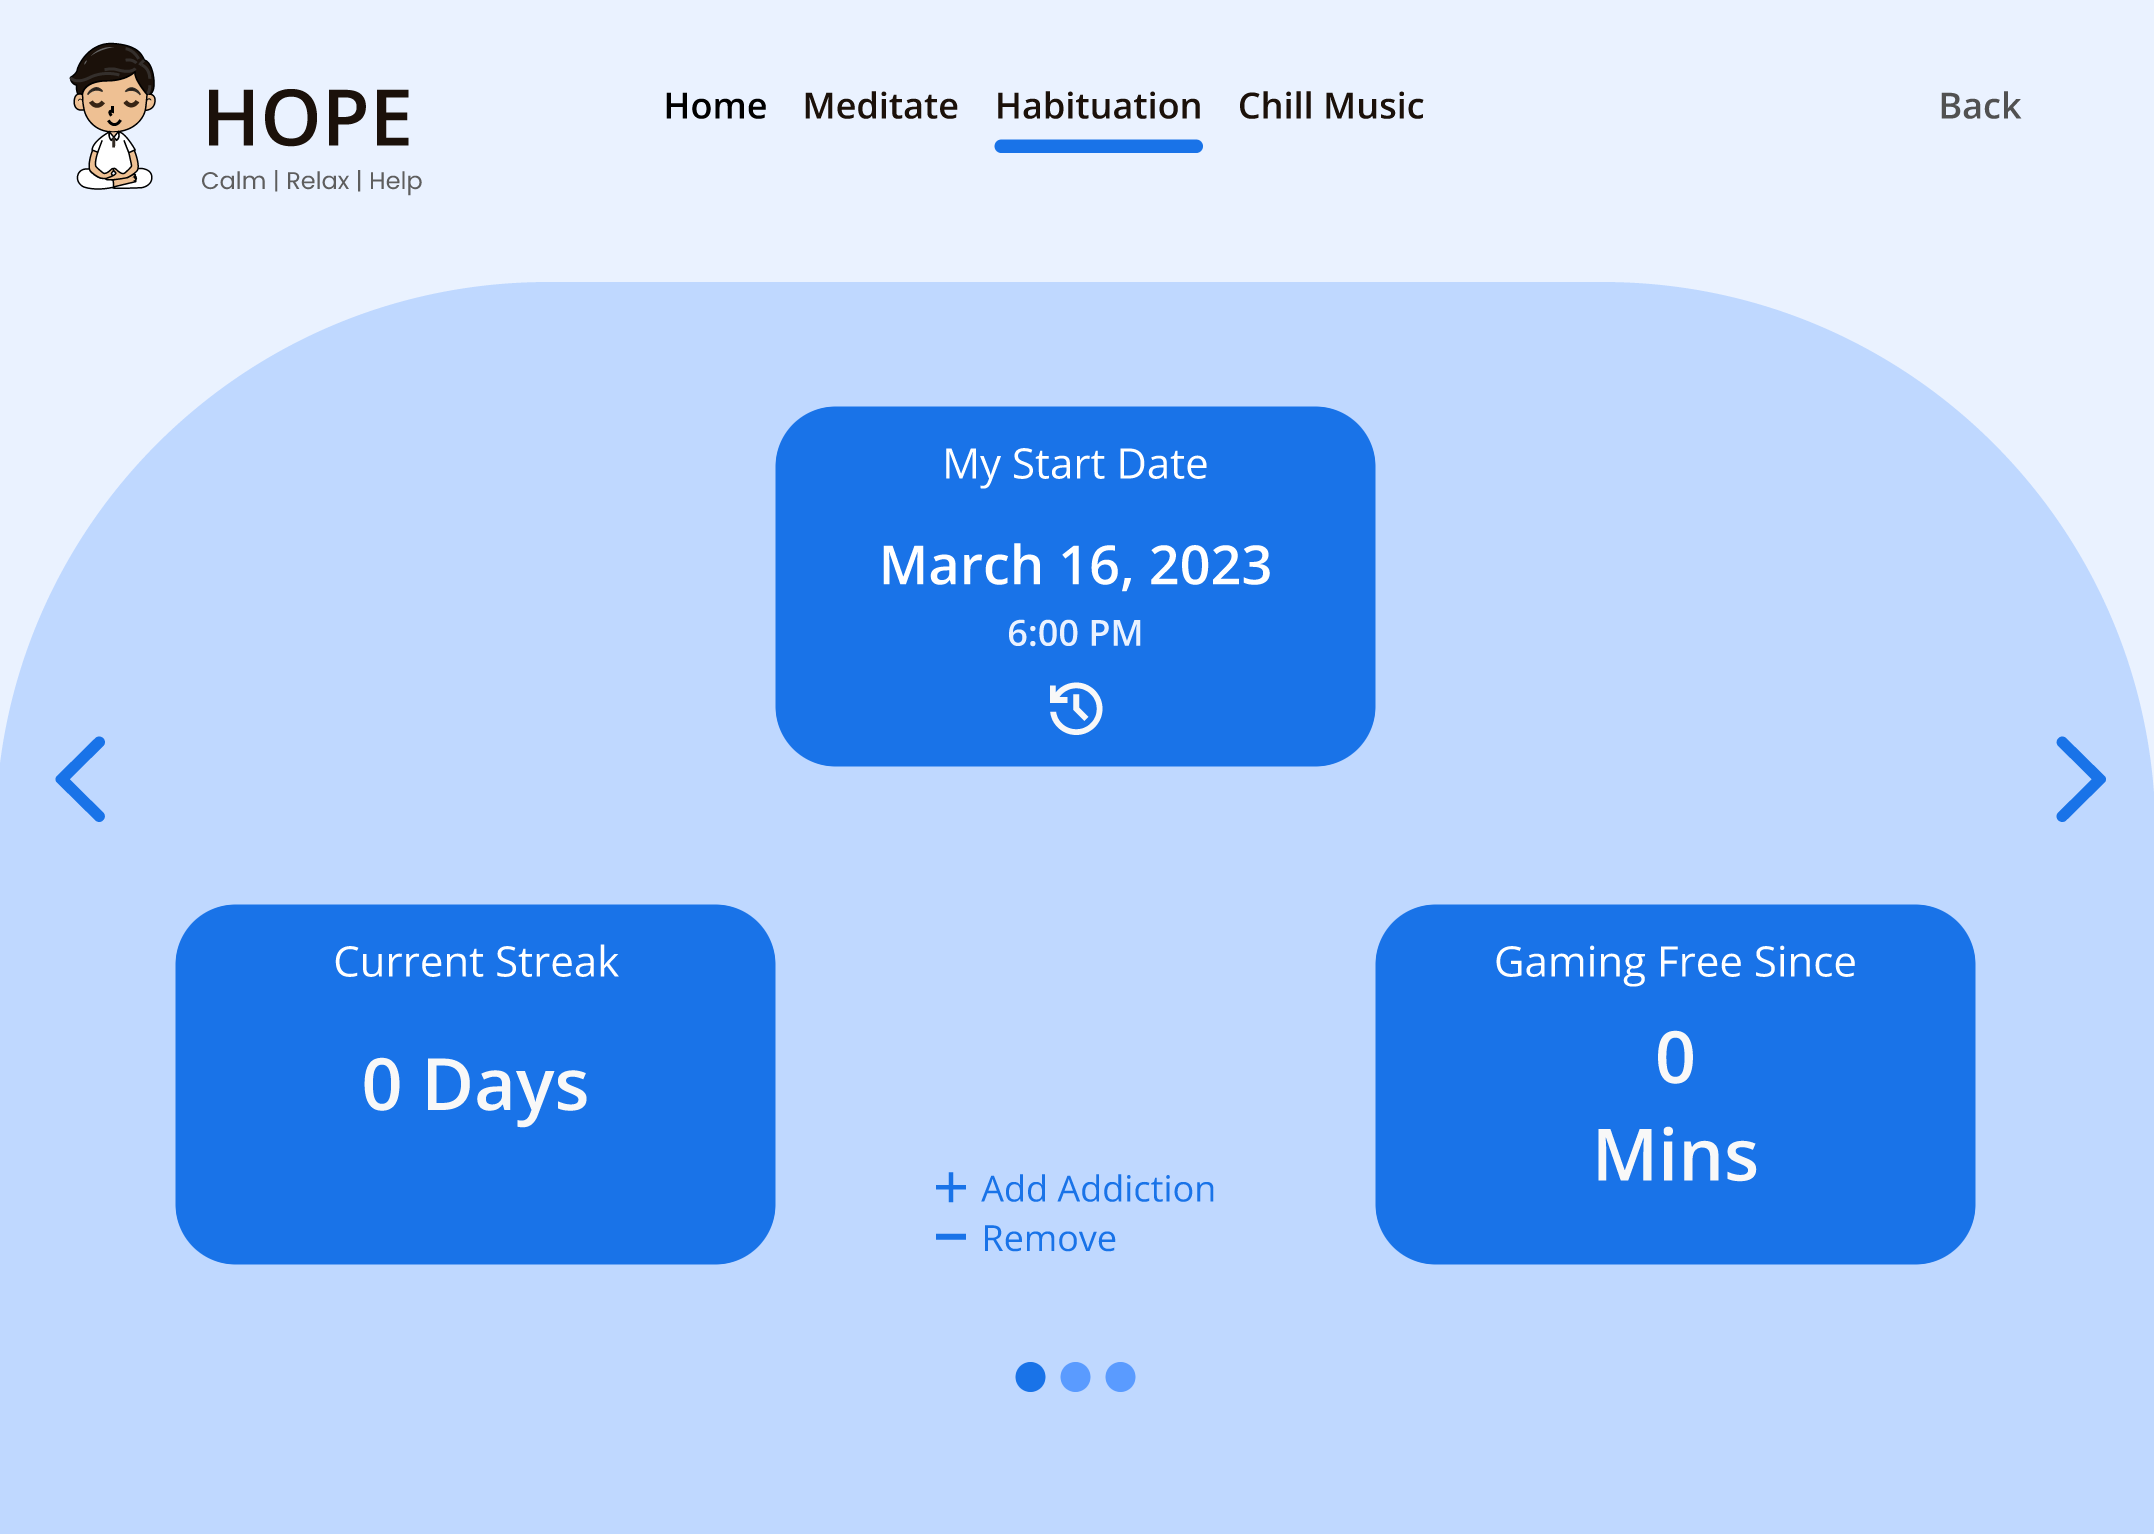 HOPE
Calm | Relax | Help
Home Meditate Habituation Chill Music
Back
My Start Date
March 16, 2023
6:00 PM
Current Streak
0 Days
Gaming Free Since
0
Mins
+ Add Addiction
− Remove